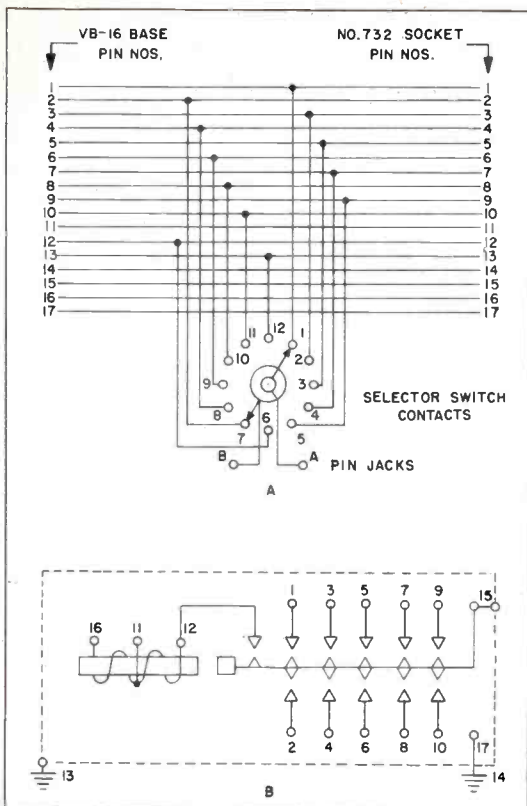 VB-16 BASE NO.732 SOCKET
PIN NOS. PIN NOS.
1 1
2 2
3 3
4 4
5 5
6 6
7 7
8 8
9 9
10 10
11 11
12 12
13 13
14 14
15 15
16 16
17 17
12
11 1
10 2
9 3 SELECTOR SWITCH
8 4 CONTACTS
7 6 5
B A PIN JACKS
A
1 3 5 7 9 15
16 11 12
2 4 6 8 10 17
13 14
B